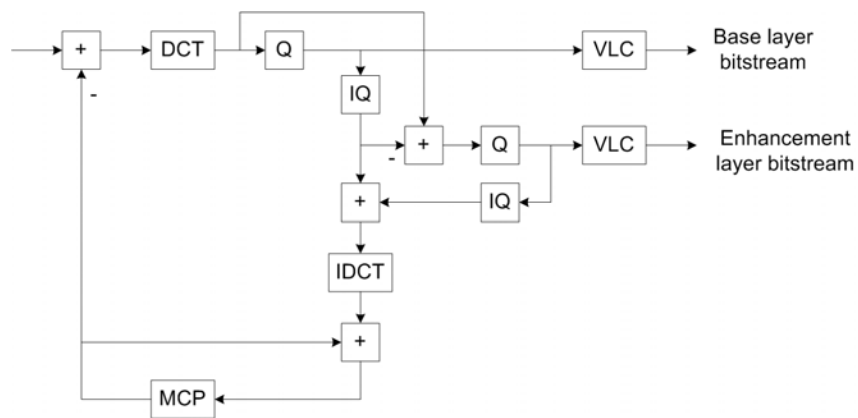 +
DCT
Q
VLC
Base layer
bitstream
-
IQ
+
Q
VLC
Enhancement
layer bitstream
-
+
IQ
IDCT
+
MCP